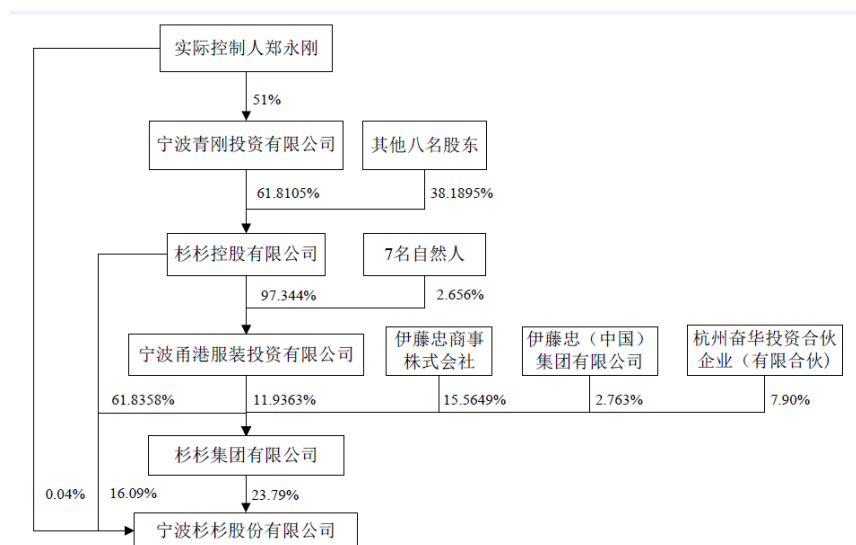 实际控制人郑永刚
51%
宁波青刚投资有限公司
其他八名股东
61.8105%
38.1895%
杉杉控股有限公司
7名自然人
97.344%
2.656%
宁波甬港服装投资有限公司
伊藤忠商事
株式会社
伊藤忠（中国）
集团有限公司
杭州奋华投资合伙
企业（有限合伙)
61.8358%
11.9363%
15.5649%
2.763%
7.90%
杉杉集团有限公司
0.04%
16.09%
23.79%
宁波杉杉股份有限公司